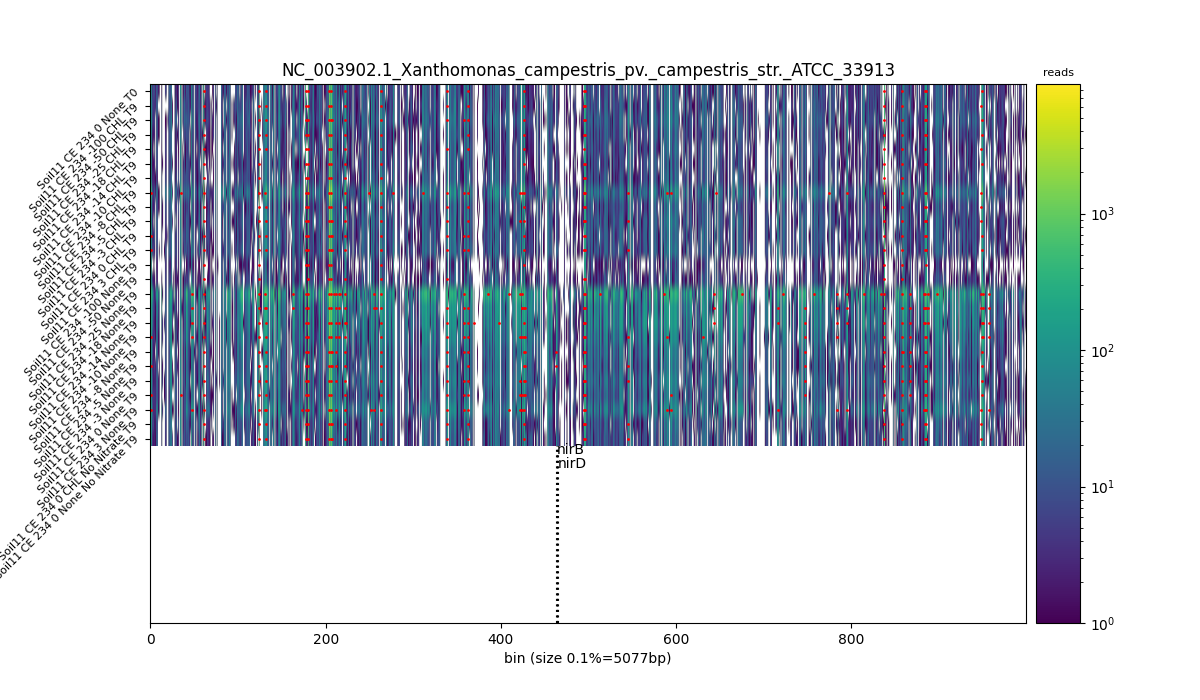 NC_003902.1_Xanthomonas_campestris_pv._campestris_str._ATCC_33913
reads
Soil11 CE 234 0 None T0
Soil11 CE 234 -100 CHL T9
Soil11 CE 234 -50 CHL T9
Soil11 CE 234 -25 CHL T9
Soil11 CE 234 -18 CHL T9
Soil11 CE 234 -14 CHL T9
Soil11 CE 234 -10 CHL T9
Soil11 CE 234 -8 CHL T9
Soil11 CE 234 -5 CHL T9
Soil11 CE 234 -3 CHL T9
Soil11 CE 234 0 CHL T9
Soil11 CE 234 3 CHL T9
Soil11 CE 234 -100 None T9
Soil11 CE 234 -50 None T9
Soil11 CE 234 -25 None T9
Soil11 CE 234 -18 None T9
Soil11 CE 234 -14 None T9
Soil11 CE 234 -10 None T9
Soil11 CE 234 -8 None T9
Soil11 CE 234 -5 None T9
Soil11 CE 234 -3 None T9
Soil11 CE 234 0 None T9
Soil11 CE 234 3 None T9
Soil11 CE 234 0 CHL No Nitrate T9
Soil11 CE 234 0 None No Nitrate T9
nirB
nirD
10³
10²
10¹
10⁰
0 200 400 600 800
bin (size 0.1%=5077bp)